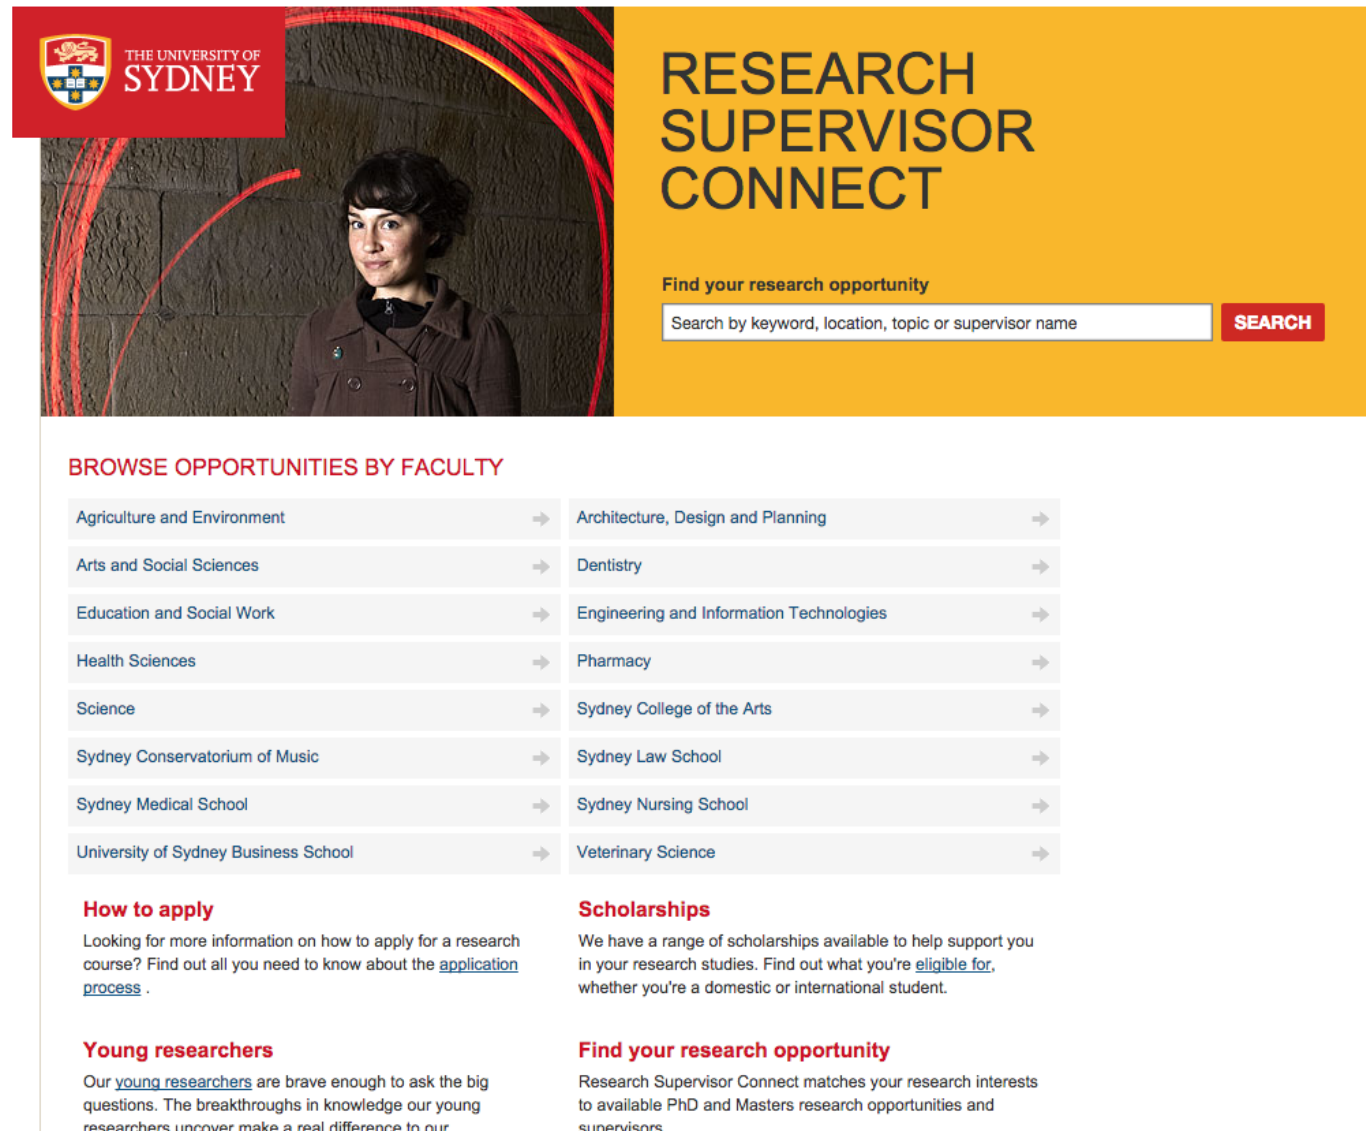 THE UNIVERSITY OF
SYDNEY
RESEARCH
SUPERVISOR
CONNECT
Find your research opportunity
Search by keyword, location, topic or supervisor name
SEARCH
BROWSE OPPORTUNITIES BY FACULTY
Agriculture and Environment
Architecture, Design and Planning
Arts and Social Sciences
Dentistry
Education and Social Work
Engineering and Information Technologies
Health Sciences
Pharmacy
Science
Sydney College of the Arts
Sydney Conservatorium of Music
Sydney Law School
Sydney Medical School
Sydney Nursing School
University of Sydney Business School
Veterinary Science
How to apply
Looking for more information on how to apply for a research
course? Find out all you need to know about the application
process .
Scholarships
We have a range of scholarships available to help support you
in your research studies. Find out what you're eligible for,
whether you're a domestic or international student.
Young researchers
Our young researchers are brave enough to ask the big
questions. The breakthroughs in knowledge our young
researchers uncover make a real difference to our
Find your research opportunity
Research Supervisor Connect matches your research interests
to available PhD and Masters research opportunities and
supervisors